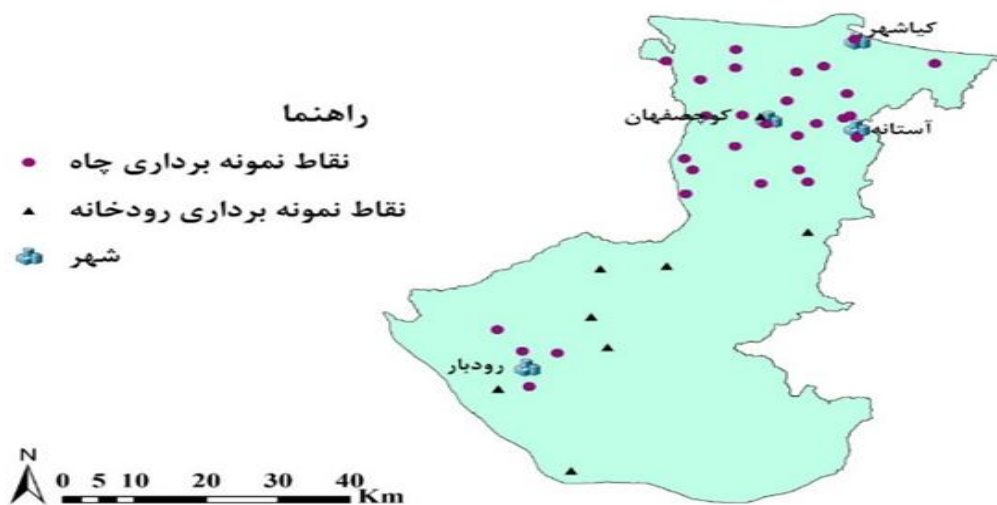 کیاشهر
کوچصفهان
آستانه
راهنما
نقاط نمونه برداری چاه
نقاط نمونه برداری رودخانه
شهر
رودبار
N
0 5 10 20 30 40
Km